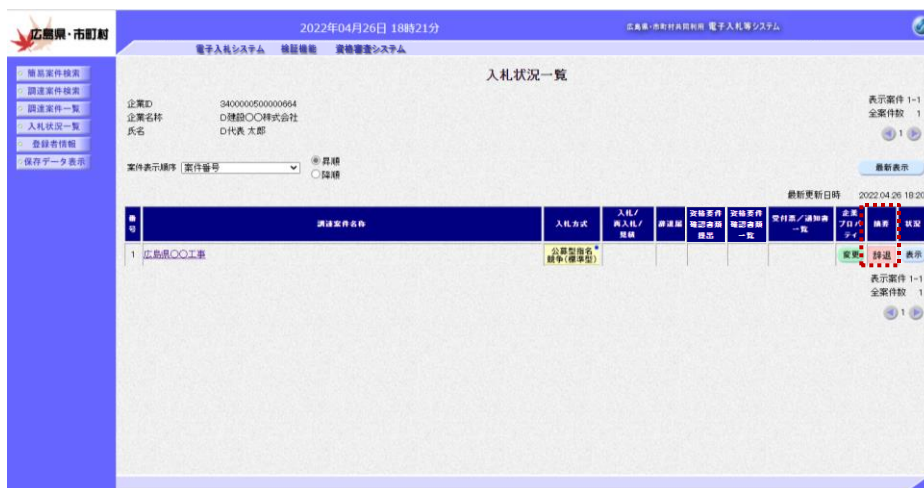 広島県・市町村
2022年04月26日 18時21分
広島県・市町村共同利用 電子入札等システム
電子入札システム 検証機能 資格審査システム
簡易案件検索
調達案件検索
調達案件一覧
入札状況一覧
登録者情報
保存データ表示
入札状況一覧
企業ID 3400000500000664
企業名称 D建設〇〇株式会社
氏名 D代表 太郎
表示案件 1-1
全案件数 1
1
案件表示順序 案件番号
昇順
降順
最新表示
最新更新日時 2022.04.26 18:20
番号 調達案件名称 入札方式 入札/再入札/見積 辞退届 資格要件確認書類提出 資格要件確認書類一覧 受付票/通知書一覧 企業プロパティ 摘要 状況
1 広島県〇〇工事 公募型指名競争(標準型) 変更 辞退 表示
表示案件 1-1
全案件数 1
1